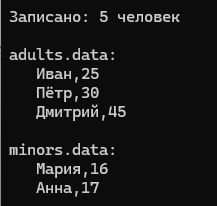 Записано: 5 человек
adults.data:
Иван,25
Пётр,30
Дмитрий,45
minors.data:
Мария,16
Анна,17